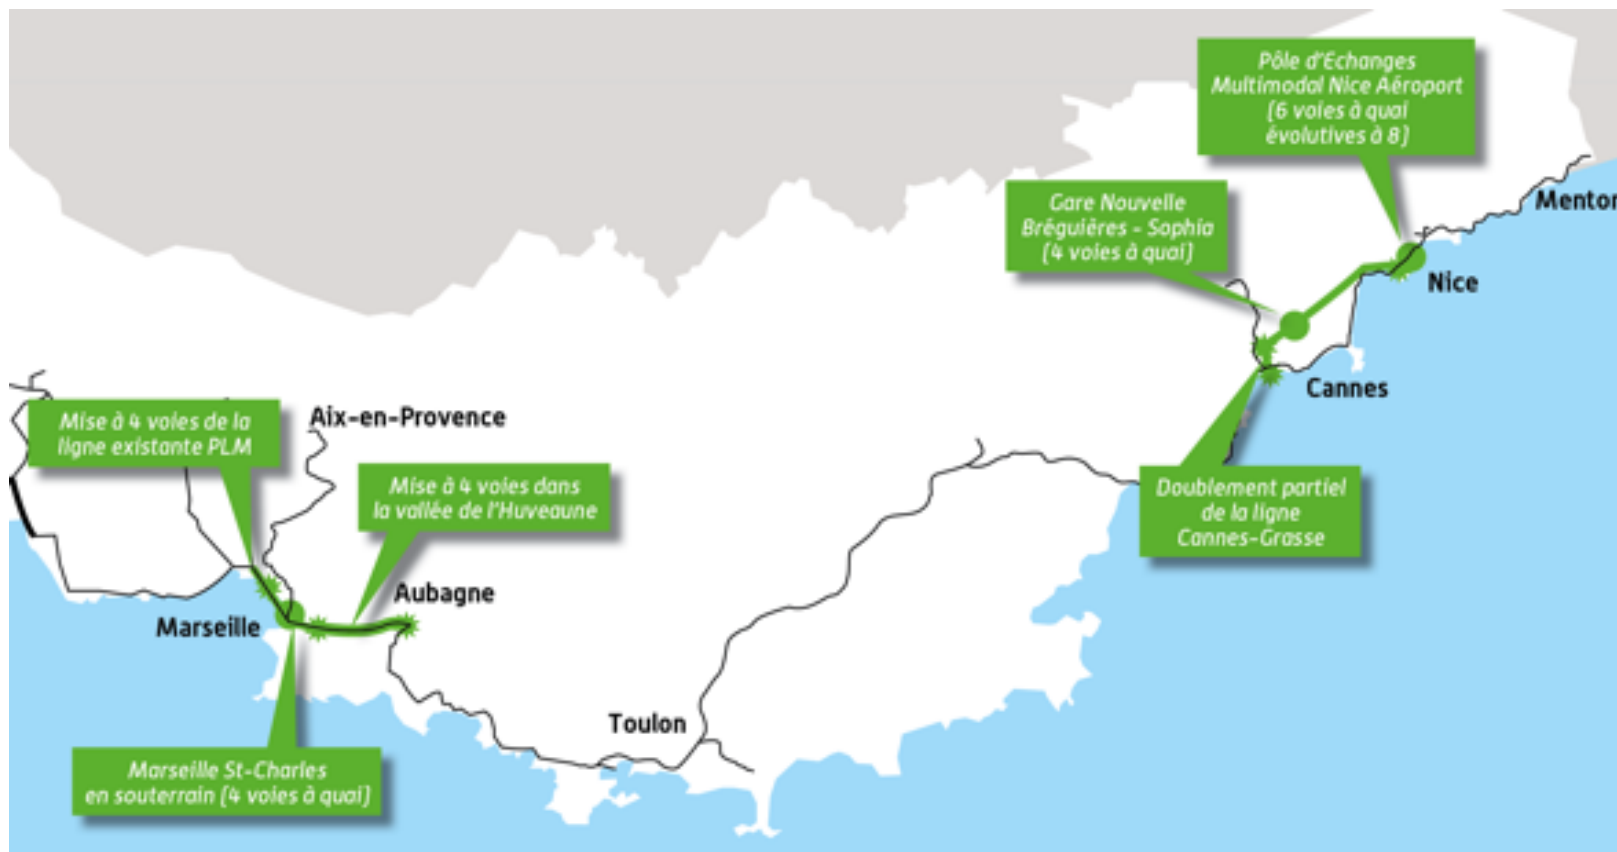 Pôle d'Echanges
Multimodal Nice Aéroport
(6 voies à quai
évolutives à 8)
Gare Nouvelle
Bréguières - Sophia
(4 voies à quai)
Menton
Nice
Cannes
Mise à 4 voies de la
ligne existante PLM
Aix-en-Provence
Mise à 4 voies dans
la vallée de l'Huveaune
Doublement partiel
de la ligne
Cannes-Grasse
Aubagne
Marseille
Toulon
Marseille St-Charles
en souterrain (4 voies à quai)